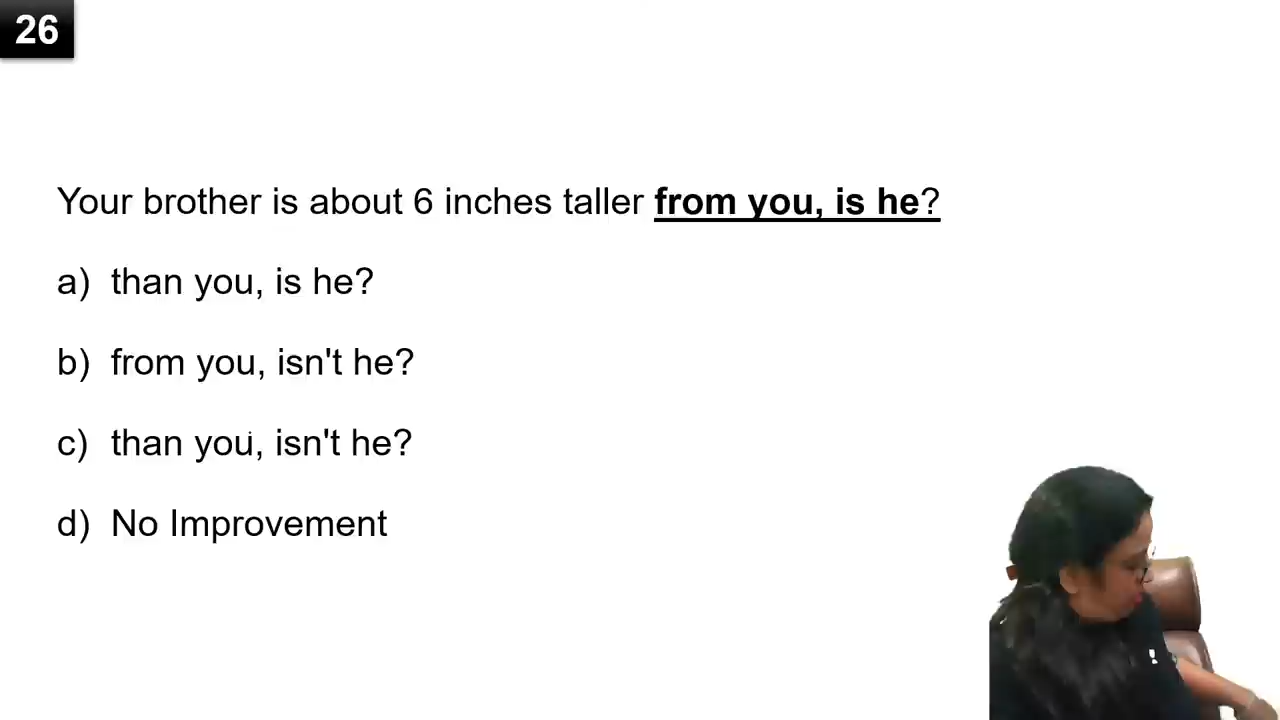 26
Your brother is about 6 inches taller from you, is he?
a) than you, is he?
b) from you, isn't he?
c) than you, isn't he?
d) No Improvement